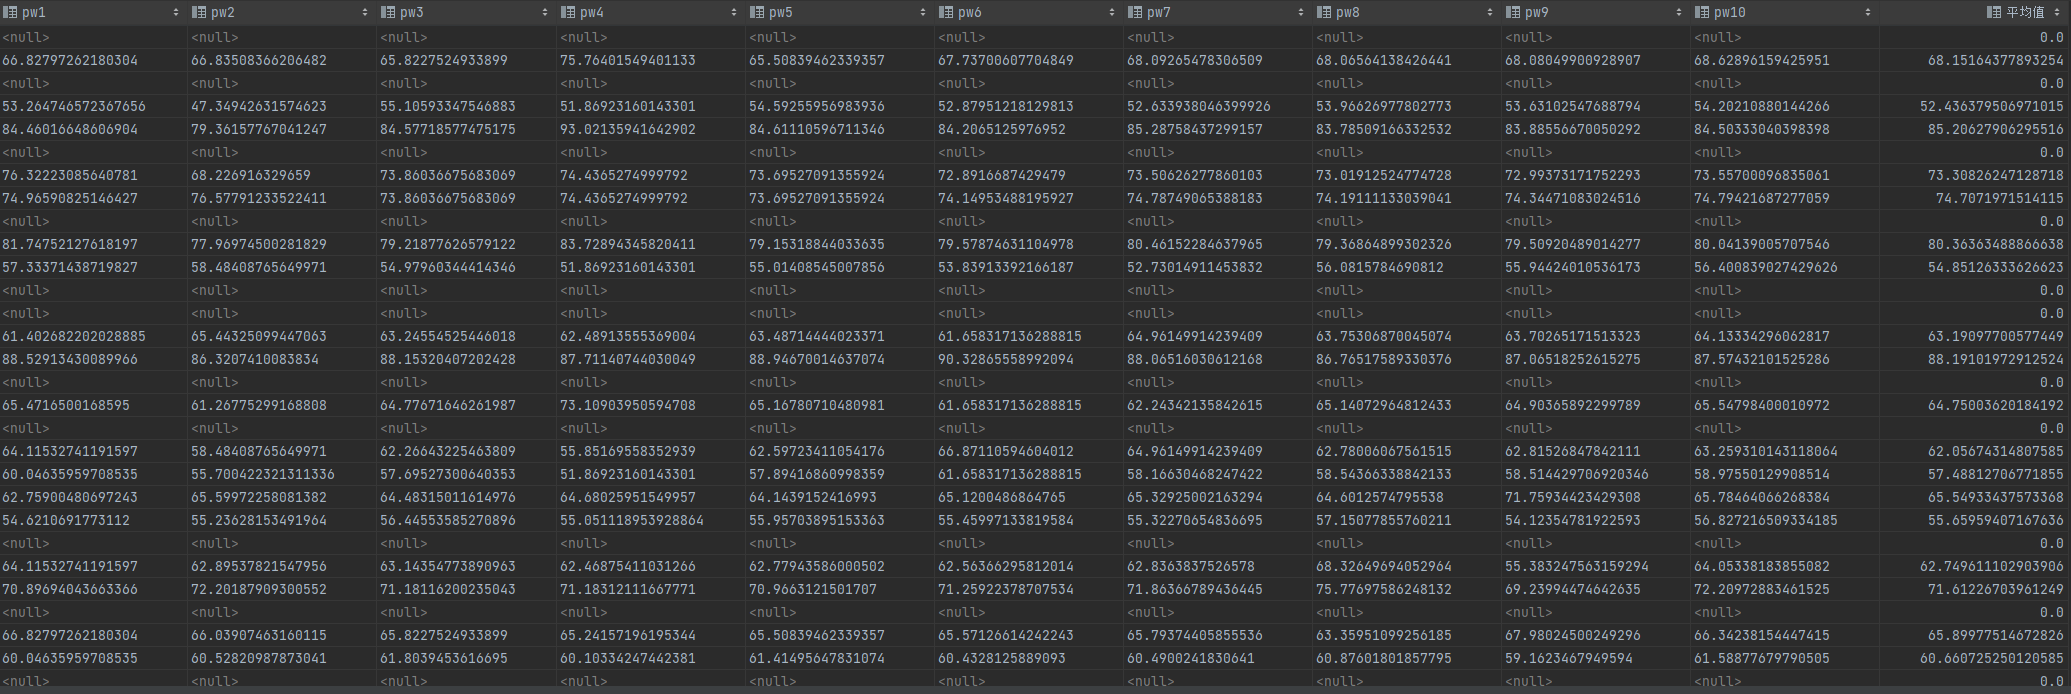 pw1 pw2 pw3 pw4 pw5 pw6 pw7 pw8 pw9 pw10 平均值
<null> <null> <null> <null> <null> <null> <null> <null> <null> <null> 0.0
66.82797262180304 66.83508366206482 65.8227524933899 75.76401549401133 65.50839462339357 67.73700607704849 68.09265478306509 68.06564138426441 68.08049900928907 68.62896159425951 68.15164377893254
<null> <null> <null> <null> <null> <null> <null> <null> <null> <null> 0.0
53.264746572367656 47.34942631574623 55.10593347546883 51.86923160143301 54.59255956983936 52.87951218129813 52.633938046399926 53.96626977802773 53.63102547688794 54.20210880144266 52.436379506971015
84.46016648606904 79.36157767041247 84.57718577475175 93.02135941642902 84.61110596711346 84.2065125976952 85.28758437299157 83.78509166332532 83.88556670050292 84.50333040398398 85.20627906295516
<null> <null> <null> <null> <null> <null> <null> <null> <null> <null> 0.0
76.32223085640781 68.226916329659 73.86036675683069 74.4365274999792 73.69527091355924 72.8916687429479 73.50626277860103 73.01912524774728 72.99373171752293 73.55700096835061 73.30826247128718
74.96590825146427 76.57791233522411 73.86036675683069 74.4365274999792 73.69527091355924 74.14953488195927 74.78749065388183 74.19111133039041 74.34471083024516 74.79421687277059 74.7071971514115
<null> <null> <null> <null> <null> <null> <null> <null> <null> <null> 0.0
81.74752127618197 77.96974500281829 79.21877626579122 83.72894345820411 79.15318844033635 79.57874631104978 80.46152284637965 79.36864899302326 79.50920489014277 80.04139005707546 80.36363488866638
57.33371438719827 58.48408765649971 54.97960344414346 51.86923160143301 55.01408545007856 53.83913392166187 52.73014911453832 56.0815784690812 55.94424010536173 56.400839027429626 54.85126333626623
<null> <null> <null> <null> <null> <null> <null> <null> <null> <null> 0.0
<null> <null> <null> <null> <null> <null> <null> <null> <null> <null> 0.0
61.402682202028885 65.44325099447063 63.24554525446018 62.48913555369004 63.48714444023371 61.658317136288815 64.96149914239409 63.75306870045074 63.70265171513323 64.13334296062817 63.19097700577449
88.52913430089966 86.3207410083834 88.15320407202428 87.71140744030049 88.94670014637074 90.32865558992094 88.06516030612168 86.76517589330376 87.06518252615275 87.57432101525286 88.19101972912524
<null> <null> <null> <null> <null> <null> <null> <null> <null> <null> 0.0
65.4716500168595 61.26775299168808 64.77671646261987 73.10903950594708 65.16780710480981 61.658317136288815 62.24342135842615 65.14072964812433 64.90365892299789 65.54798400010972 64.75003620184192
<null> <null> <null> <null> <null> <null> <null> <null> <null> <null> 0.0
64.11532741191597 58.48408765649971 62.26643225463809 55.85169558352939 62.59723411054176 66.87110594604012 64.96149914239409 62.78006067561515 62.81526847842111 63.259310143118064 62.05674314807585
60.04635959708535 55.700422321311336 57.69527300640353 51.86923160143301 57.89416860998359 61.658317136288815 58.16630468247422 58.54366338842133 58.514429706920346 58.97550129908514 57.488127067718​55
62.75900480697243 65.59972258081382 64.48315011614976 64.68025951549957 64.1439152416993 65.1200486864765 65.32925002163294 64.6012574795538 71.75934423429308 65.78464066268384 65.54933437573368
54.6210691773112 55.23628153491964 56.44553585270896 55.051118953928864 55.95703895153363 55.45997133819584 55.32270654836695 57.15077855760211 54.12354781922593 56.827216509334185 55.65959407167636
<null> <null> <null> <null> <null> <null> <null> <null> <null> <null> 0.0
64.11532741191597 62.89537821547956 63.14354773890963 62.46875411031266 62.77943586000502 62.56366295812014 62.8363837526578 68.32649694052964 55.383247563159294 64.05338183855082 62.749611102903906
70.89694043663366 72.20187909300552 71.18116200235043 71.18312111667771 70.9663121501707 71.25922378707534 71.86366789436445 75.77697586248132 69.23994474642635 72.20972883461525 71.61226703961249
<null> <null> <null> <null> <null> <null> <null> <null> <null> <null> 0.0
66.82797262180304 66.03907463160115 65.8227524933899 65.24157196195344 65.50839462339357 65.57126614242243 65.79374405855536 63.35951099256185 67.98024500249296 66.34238154447415 65.89977514672826
60.04635959708535 60.52820987873041 61.8039453616695 60.10334247442381 61.41495647831074 60.4328125889093 60.4900241830641 60.87601801857795 59.1623467949594 61.58877679790505 60.660725250120585
<null> <null> <null> <null> <null> <null> <null> <null> <null> <null> 0.0